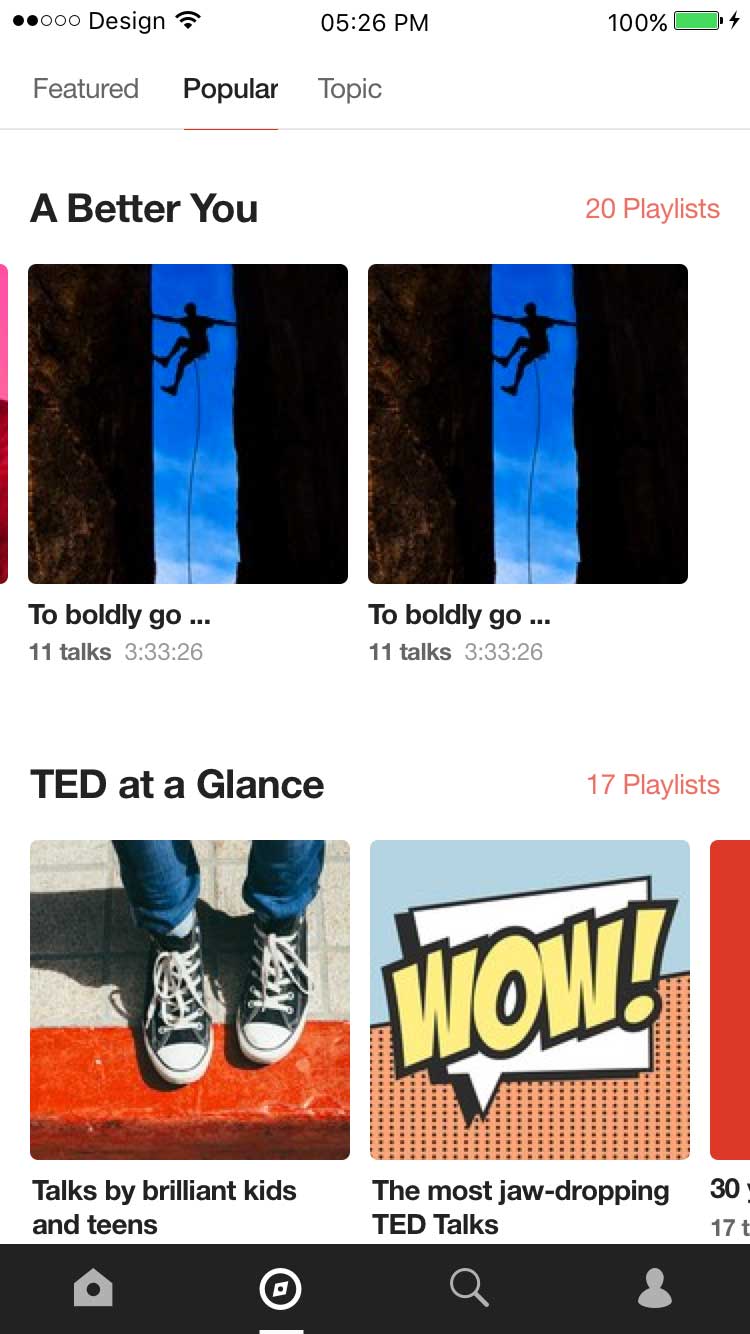 Design 05:26 PM 100%
Featured Popular Topic
A Better You 20 Playlists
To boldly go ... To boldly go ...
11 talks 3:33:26 11 talks 3:33:26
TED at a Glance 17 Playlists
WOW!
Talks by brilliant kids
and teens
The most jaw-dropping
TED Talks
30
17 t